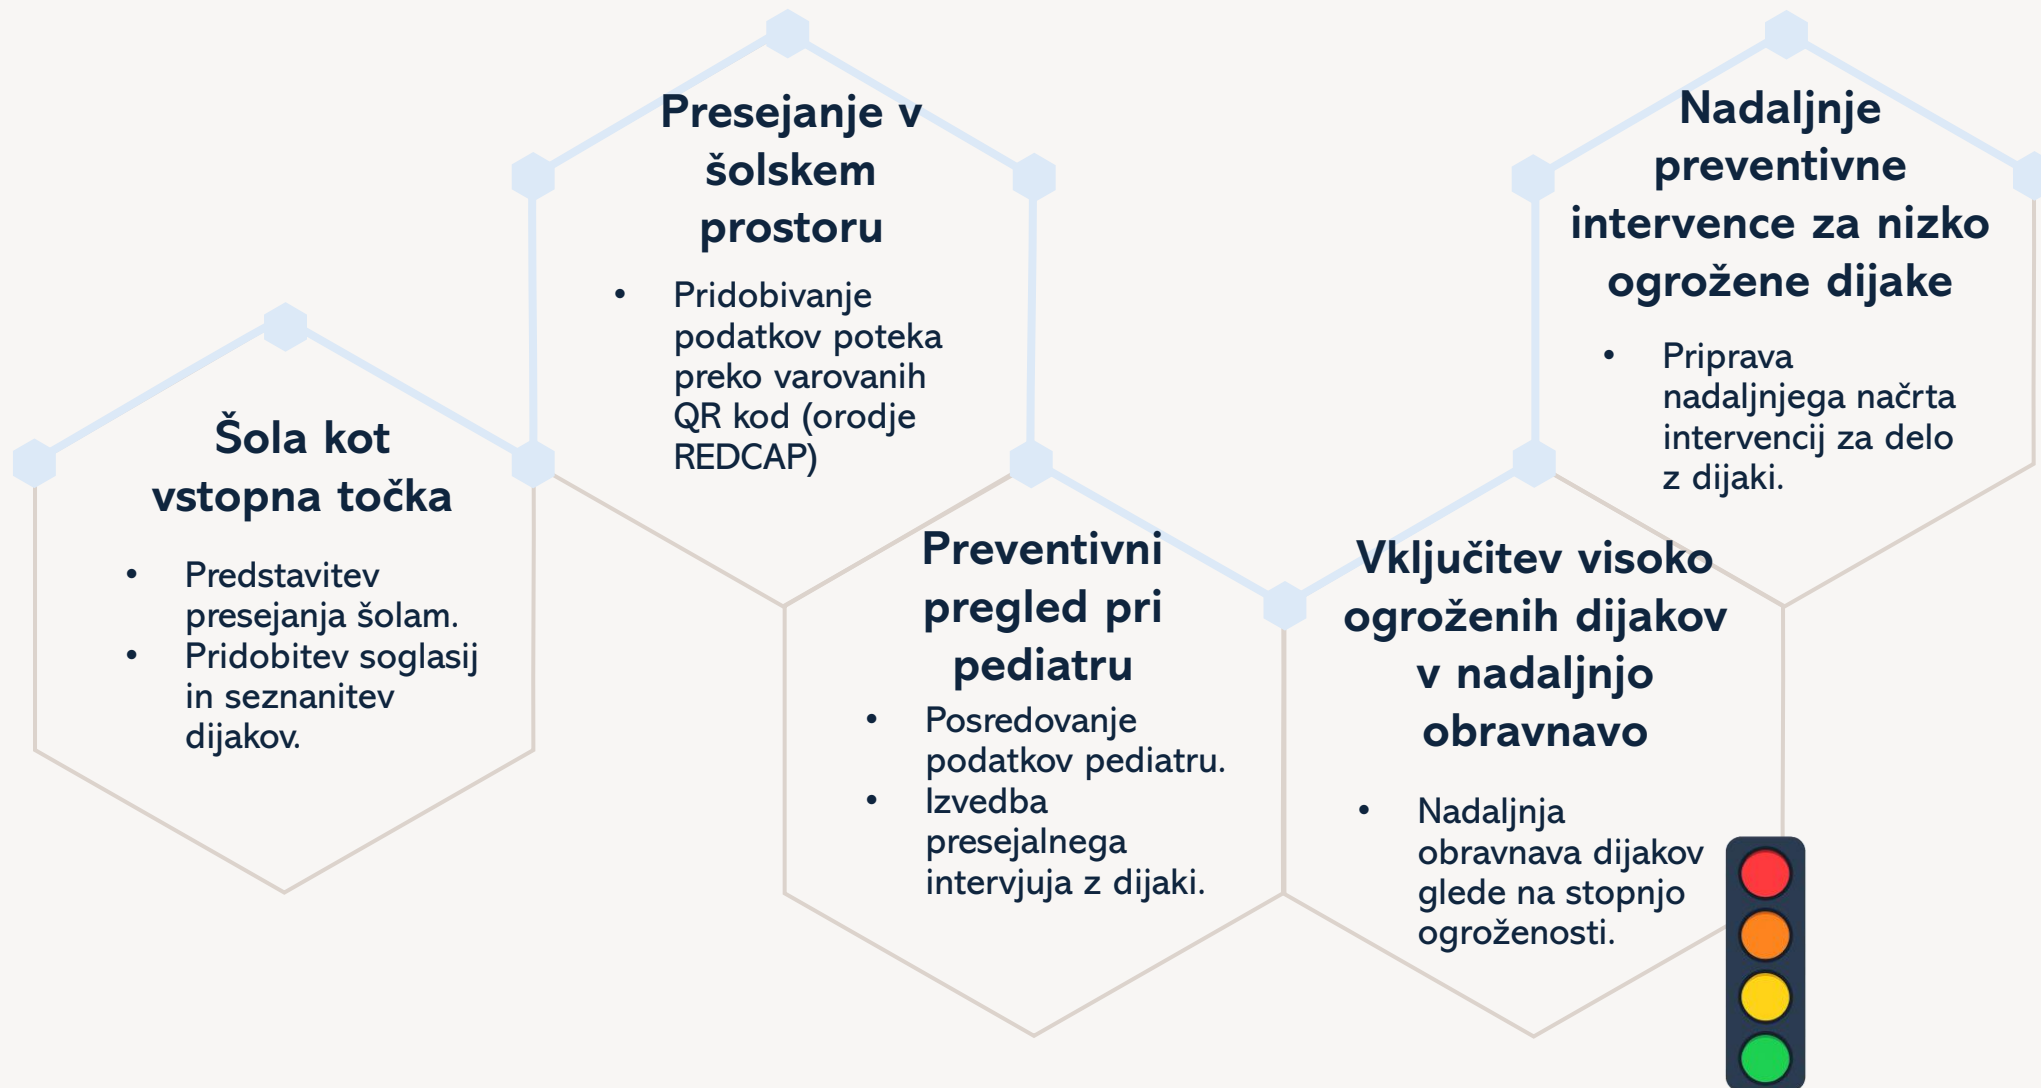 Šola kot
vstopna točka
• Predstavitev
presejanja šolam.
• Pridobitev soglasij
in seznanitev
dijakov.
Presejanje v
šolskem
prostoru
• Pridobivanje
podatkov poteka
preko varovanih
QR kod (orodje
REDCAP)
Preventivni
pregled pri
pediatru
• Posredovanje
podatkov pediatru.
• Izvedba
presejalnega
intervjuja z dijaki.
Vključitev visoko
ogroženih dijakov
v nadaljnjo
obravnavo
• Nadaljnja
obravnava dijakov
glede na stopnjo
ogroženosti.
Nadaljnje
preventivne
intervence za nizko
ogrožene dijake
• Priprava
nadaljnjega načrta
intervencij za delo
z dijaki.